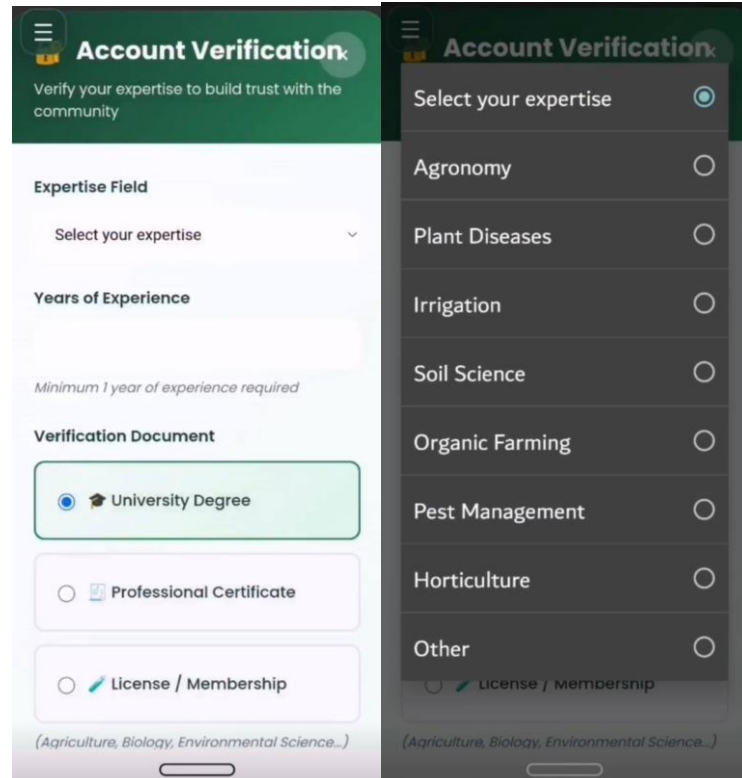 Account Verification
Verify your expertise to build trust with the
community
Expertise Field
Select your expertise
Years of Experience
Minimum 1 year of experience required
Verification Document
University Degree
Professional Certificate
License / Membership
(Agriculture, Biology, Environmental Science...)
Account Verification
Select your expertise
Agronomy
Plant Diseases
Irrigation
Soil Science
Organic Farming
Pest Management
Horticulture
Other
License / Membership
(Agriculture, Biology, Environmental Science...)